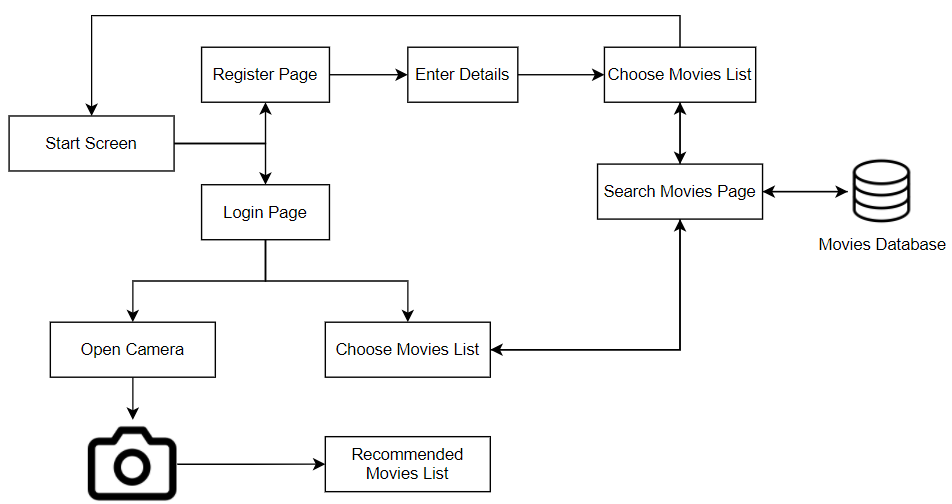 Register Page
Enter Details
Choose Movies List
Start Screen
Search Movies Page
Login Page
Movies Database
Open Camera
Choose Movies List
Recommended
Movies List